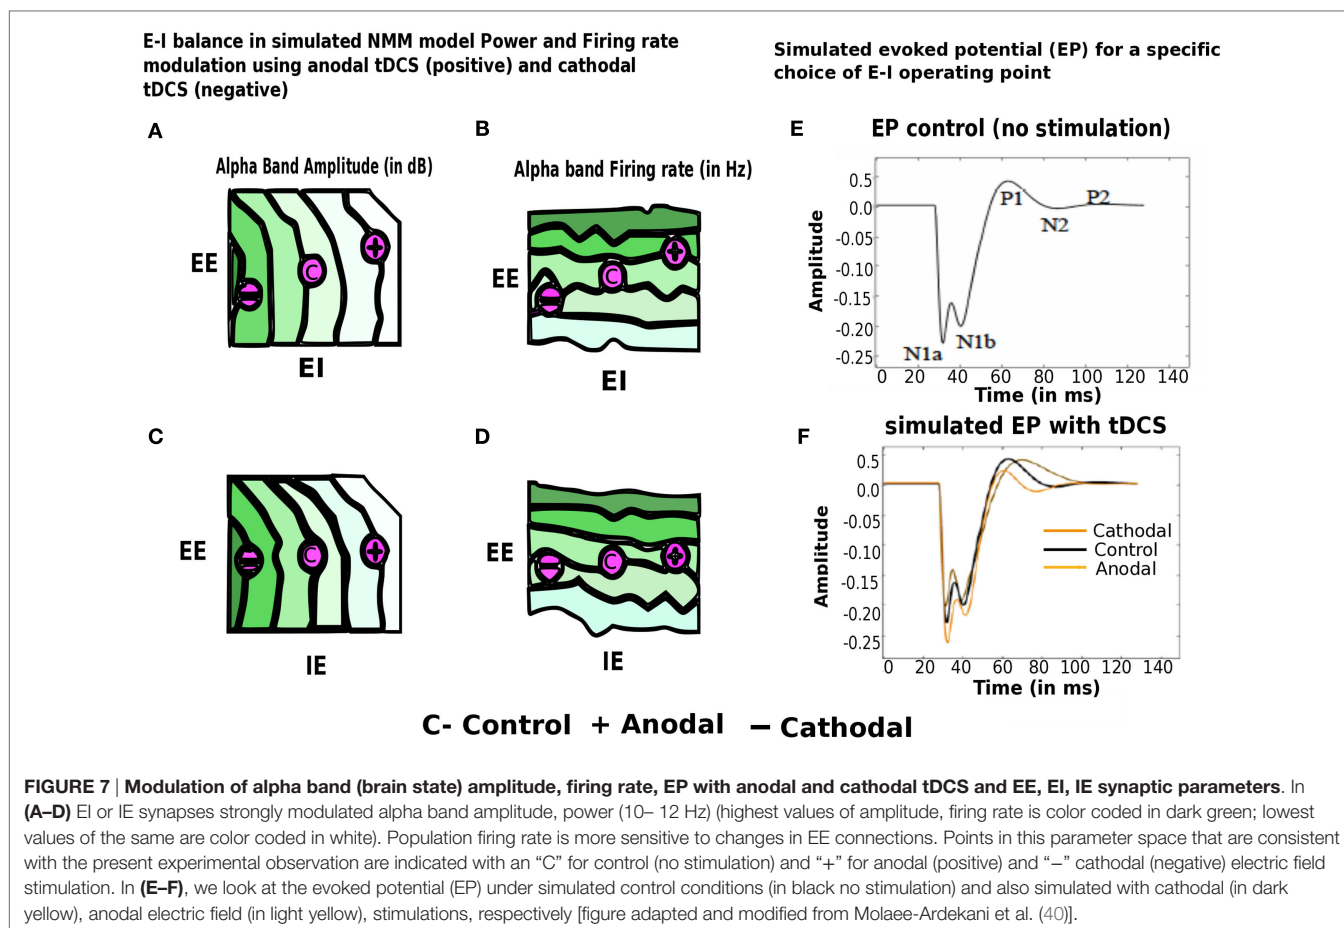 E-I balance in simulated NMM model Power and Firing rate
modulation using anodal tDCS (positive) and cathodal
tDCS (negative)
Simulated evoked potential (EP) for a specific
choice of E-I operating point
A
Alpha Band Amplitude (in dB)
EE
C
EI
B
Alpha band Firing rate (in Hz)
EE
C
EI
E
EP control (no stimulation)
Amplitude
0.5
0.0
-0.05
-0.10
-0.15
-0.20
-0.25
P1
P2
N2
N1a
N1b
0 20 40 60 80 100 120 140
Time (in ms)
C
EE
C
IE
D
EE
C
IE
F
simulated EP with tDCS
Amplitude
0.5
0.0
-0.05
-0.10
-0.15
-0.20
-0.25
Cathodal
Control
Anodal
0 20 40 60 80 100 120 140
Time (in ms)
C- Control + Anodal − Cathodal
FIGURE 7 | Modulation of alpha band (brain state) amplitude, firing rate, EP with anodal and cathodal tDCS and EE, EI, IE synaptic parameters. In
(A–D) EI or IE synapses strongly modulated alpha band amplitude, power (10– 12 Hz) (highest values of amplitude, firing rate is color coded in dark green; lowest
values of the same are color coded in white). Population firing rate is more sensitive to changes in EE connections. Points in this parameter space that are consistent
with the present experimental observation are indicated with an “C” for control (no stimulation) and “+” for anodal (positive) and “−” cathodal (negative) electric field
stimulation. In (E–F), we look at the evoked potential (EP) under simulated control conditions (in black no stimulation) and also simulated with cathodal (in dark
yellow), anodal electric field (in light yellow), stimulations, respectively [figure adapted and modified from Molaee-Ardekani et al. (40)].